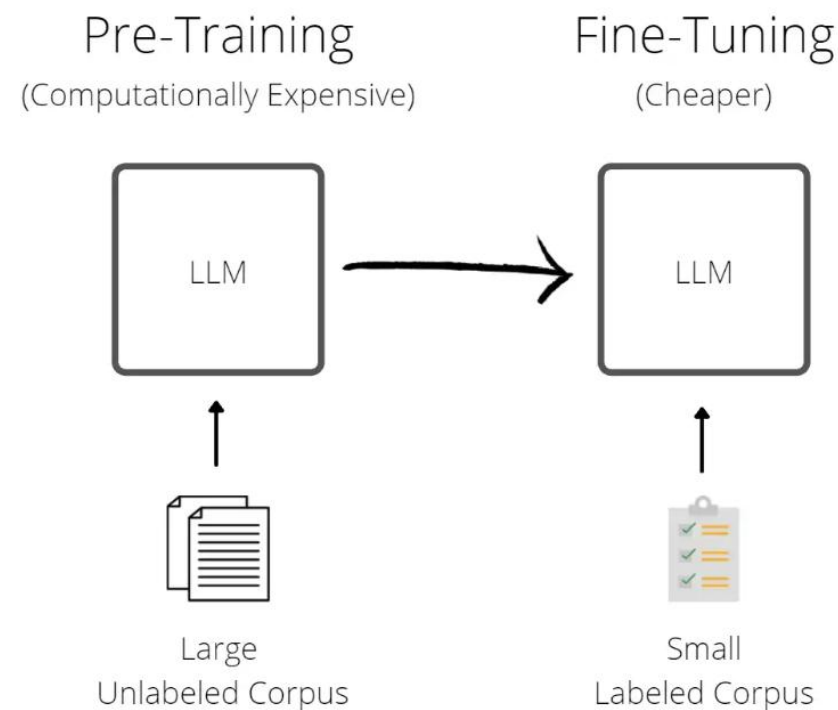 Pre-Training
(Computationally Expensive)
LLM
Large
Unlabeled Corpus
Fine-Tuning
(Cheaper)
LLM
Small
Labeled Corpus